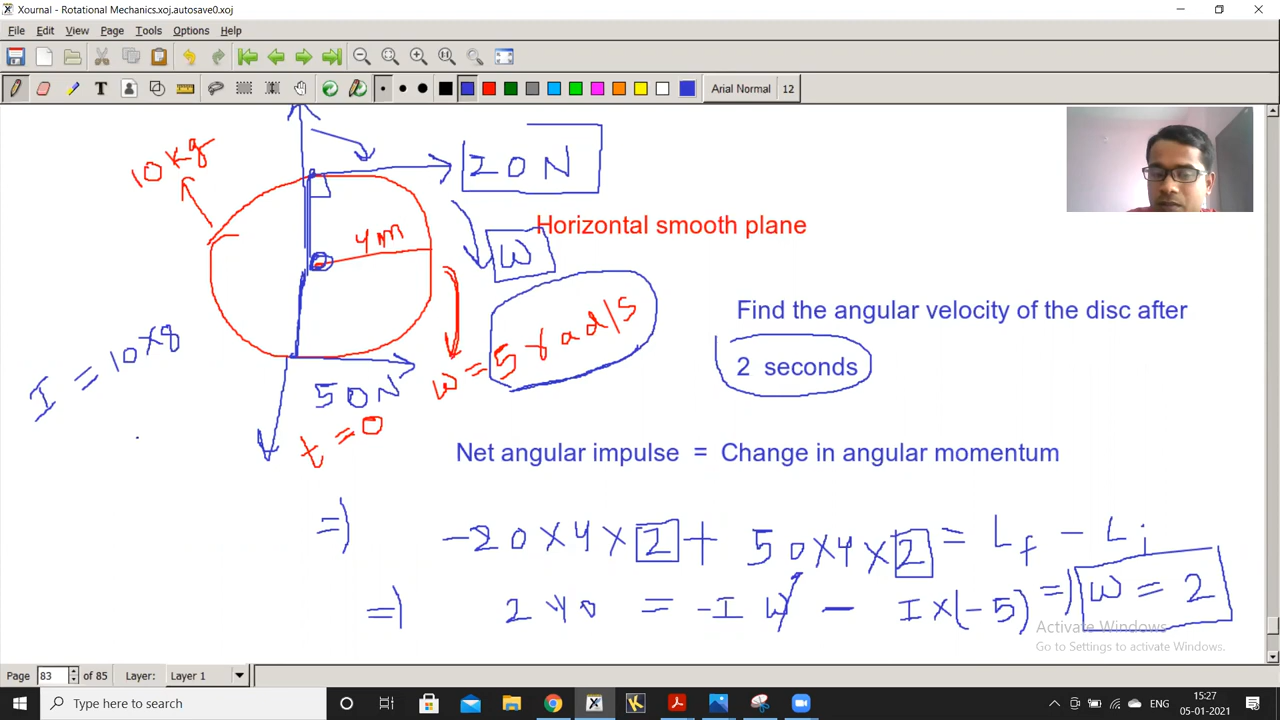 Xournal - Rotational Mechanics.xoj.autosave0.xoj
File Edit View Page Tools Options Help
Arial Normal 12
10 kg
20 N
4m
Horizontal smooth plane
W
w = 5 rad/s
Find the angular velocity of the disc after
2 seconds
I = 10×8
50N
t = 0
Net angular impulse = Change in angular momentum
=) -20×4×2 + 50×4×2 = Lf - Li
=) 240 = -I W - I×(-5) =) W = 2
Activate Windows
Go to Settings to activate Windows.
Page 83 of 85 Layer: Layer 1
Type here to search
ENG
15:27
05-01-2021